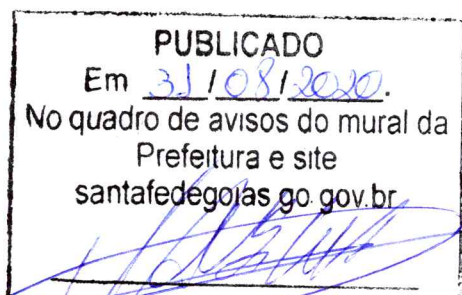 PUBLICADO
Em 31/08/2020.
No quadro de avisos do mural da
Prefeitura e site
santafedegoias.go.gov.br